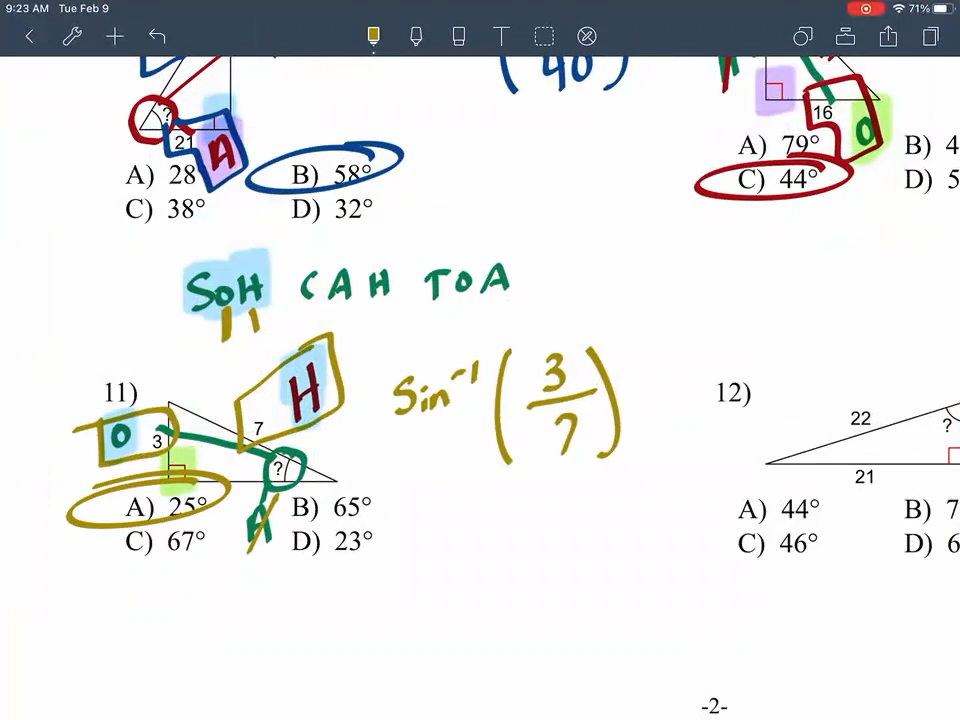 9:23 AM Tue Feb 9
71%
T
?
21
A
40
16
O
A) 28
B) 58°
C) 38°
D) 32°
A) 79°
B) 4
C) 44°
D) 5
SOH CAH TOA
11)
O
3
7
H
?
A
Sin⁻¹ (3/7)
A) 25°
B) 65°
C) 67°
D) 23°
12)
22
?
21
A) 44°
B) 7
C) 46°
D) 6
-2-